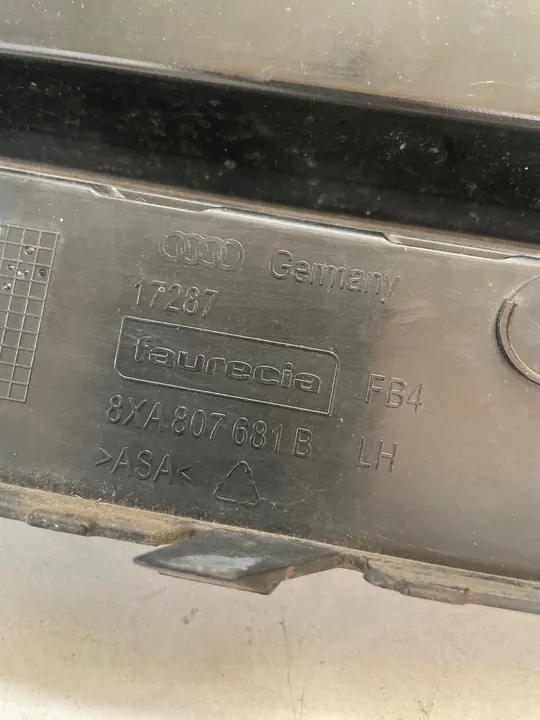 Germany
17287
faurecia
FB4
8XA 807 681 B LH
>ASA<